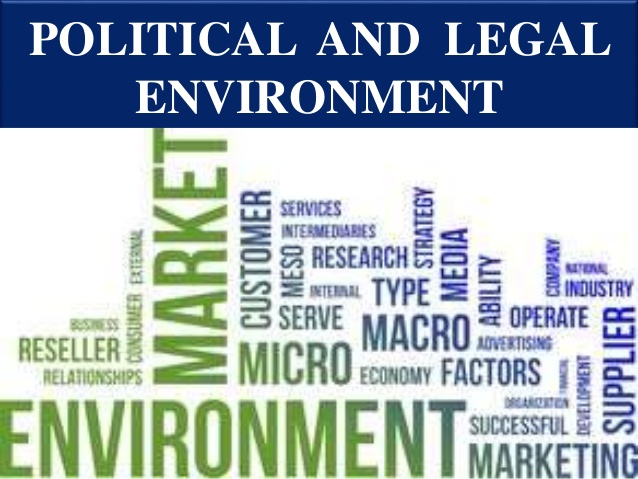 POLITICAL AND LEGAL
ENVIRONMENT
MARKET
EXTERNAL
CONSUMER
BUSINESS
RESELLER
RELATIONSHIPS
CUSTOMER
SERVICES
INTERMEDIARIES
MESO
RESEARCH
STRATEGY
MEDIA
INTERNAL
TYPE
SERVE
MACRO
MICRO
ECONOMY
FACTORS
ABILITY
COMPANY
NATIONAL
INDUSTRY
OPERATE
ADVERTISING
SUPPLIER
FINANCIAL
DEVELOPMENT
ORGANIZATION
ENVIRONMENT
SUCCESSFUL
MARKETING